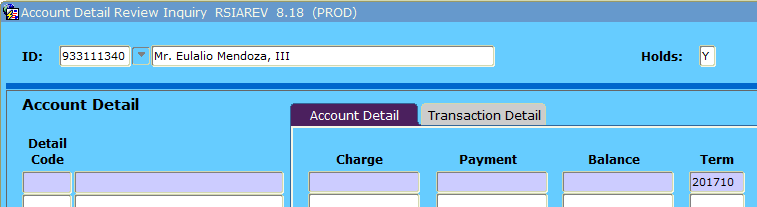 Account Detail Review Inquiry RSIAREV 8.18 (PROD)
ID: 933111340 Mr. Eulalio Mendoza, III Holds: Y
Account Detail
Account Detail Transaction Detail
Detail Code Charge Payment Balance Term
201710